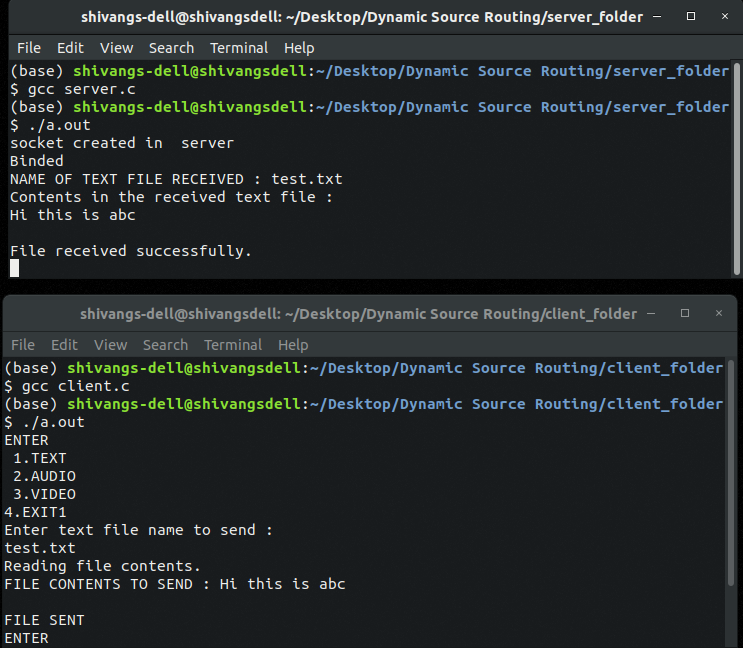 shivangs-dell@shivangsdell: ~/Desktop/Dynamic Source Routing/server_folder
File Edit View Search Terminal Help
(base) shivangs-dell@shivangsdell:~/Desktop/Dynamic Source Routing/server_folder
$ gcc server.c
(base) shivangs-dell@shivangsdell:~/Desktop/Dynamic Source Routing/server_folder
$ ./a.out
socket created in  server
Binded
NAME OF TEXT FILE RECEIVED : test.txt
Contents in the received text file :
Hi this is abc
File received successfully.
shivangs-dell@shivangsdell: ~/Desktop/Dynamic Source Routing/client_folder
File Edit View Search Terminal Help
(base) shivangs-dell@shivangsdell:~/Desktop/Dynamic Source Routing/client_folder
$ gcc client.c
(base) shivangs-dell@shivangsdell:~/Desktop/Dynamic Source Routing/client_folder
$ ./a.out
ENTER
1.TEXT
2.AUDIO
3.VIDEO
4.EXIT1
Enter text file name to send :
test.txt
Reading file contents.
FILE CONTENTS TO SEND : Hi this is abc
FILE SENT
ENTER